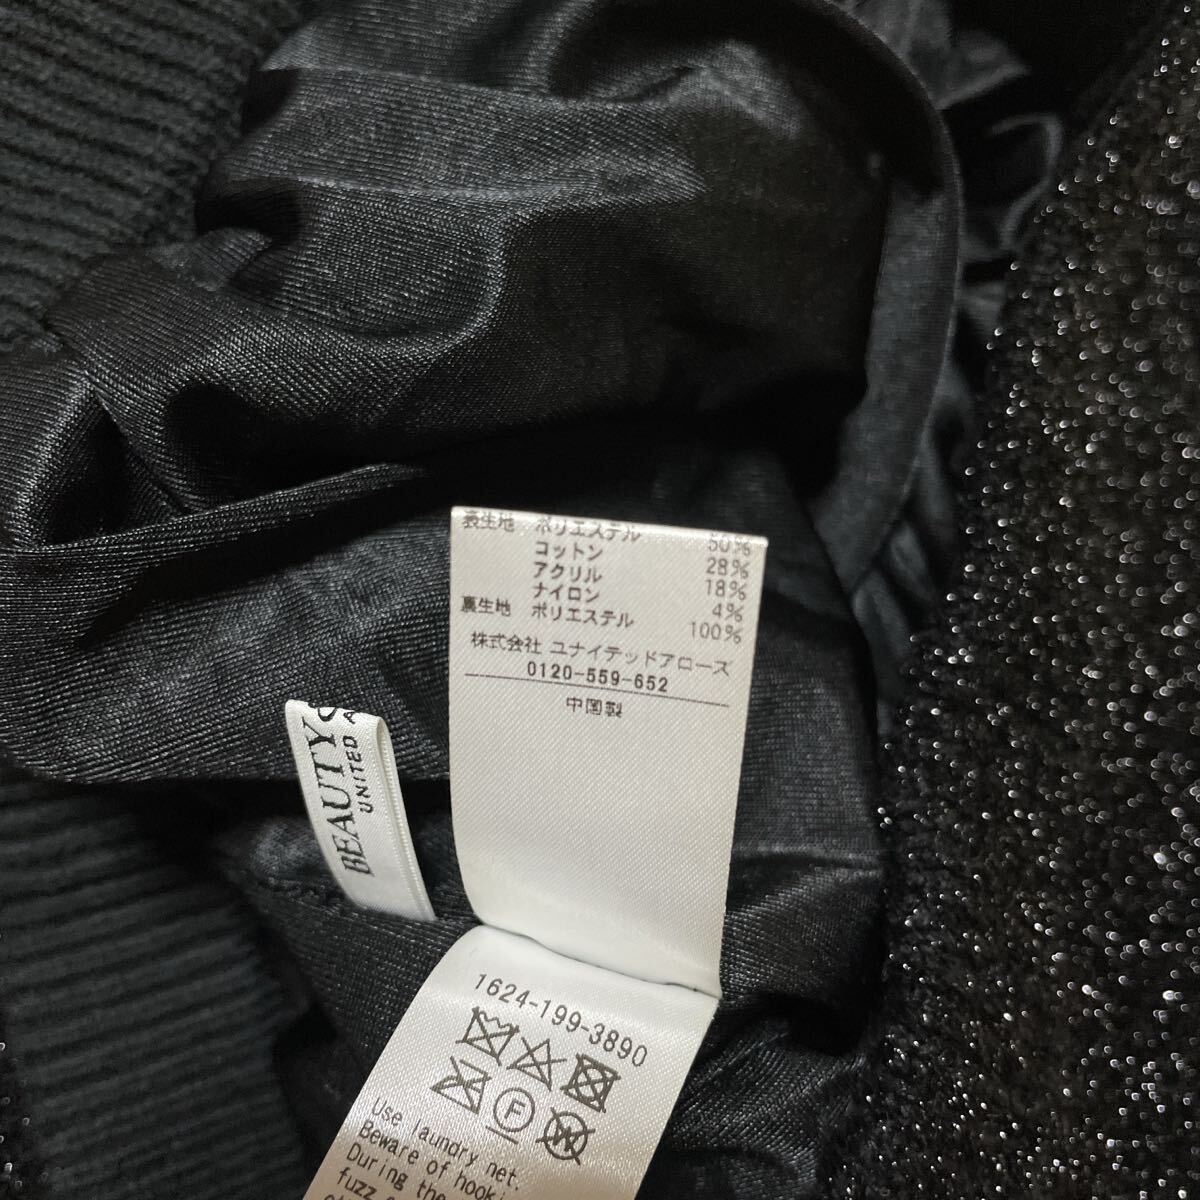 表生地 ポリエステル 50%
コットン 28%
アクリル 18%
ナイロン 4%
裏生地 ポリエステル 100%
株式会社 ユナイテッドアローズ
0120-559-652
中国製
BEAUTY
UNITED A
1624-199-3890
F
W
Use laundry net.
Beware of hooki
During the
fuzz